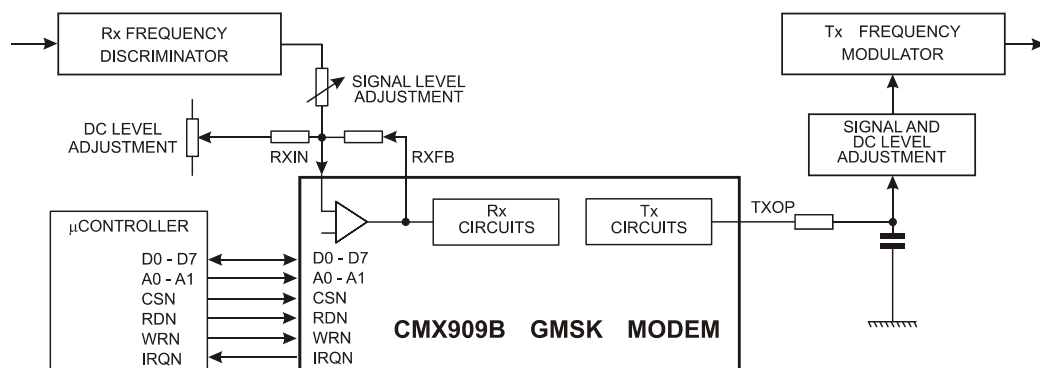 Rx FREQUENCY
DISCRIMINATOR
Tx FREQUENCY
MODULATOR
SIGNAL LEVEL
ADJUSTMENT
DC LEVEL
ADJUSTMENT
RXIN
RXFB
SIGNAL AND
DC LEVEL
ADJUSTMENT
µCONTROLLER
Rx
CIRCUITS
Tx
CIRCUITS
TXOP
D0 - D7
A0 - A1
CSN
RDN
WRN
IRQN
D0 - D7
A0 - A1
CSN
RDN
WRN
IRQN
CMX909B GMSK MODEM